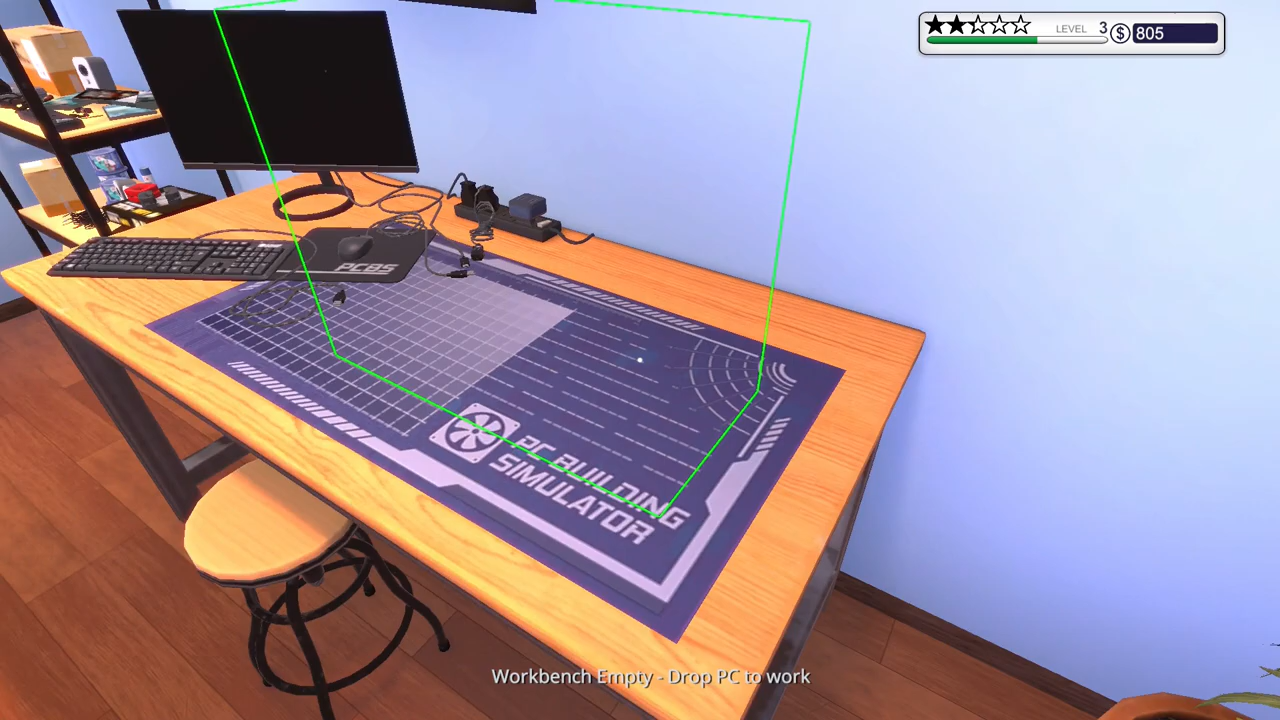 LEVEL 3 $ 805
PCBS
PC BUILDING
SIMULATOR
Workbench Empty - Drop PC to work